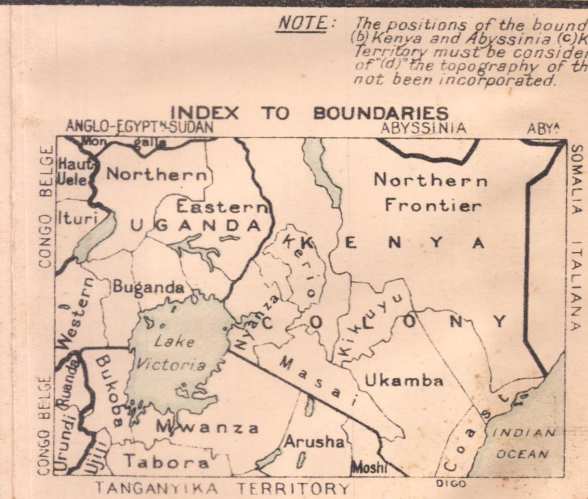 NOTE: The positions of the bound
(b) Kenya and Abyssinia (c) K
Territory must be consider
of "(d)" the topography of th
not been incorporated.
INDEX TO BOUNDARIES
ANGLO-EGYPTN SUDAN
ABYSSINIA
ABYA
CONGO BELGE
Mongalla
Haut Uele
Northern
Ituri
Eastern
UGANDA
Northern
Frontier
KENYA
COLONY
SOMALIA ITALIANA
Kerio
Buganda
Western
Nyanza
Kikuyu
Lake
Victoria
Masai
Ukamba
CONGO BELGE
Ruanda
Urundi
Bukoba
Mwanza
Ujiji
Tabora
Arusha
Moshi
Coast
INDIAN
OCEAN
TANGANYIKA TERRITORY
DIGO